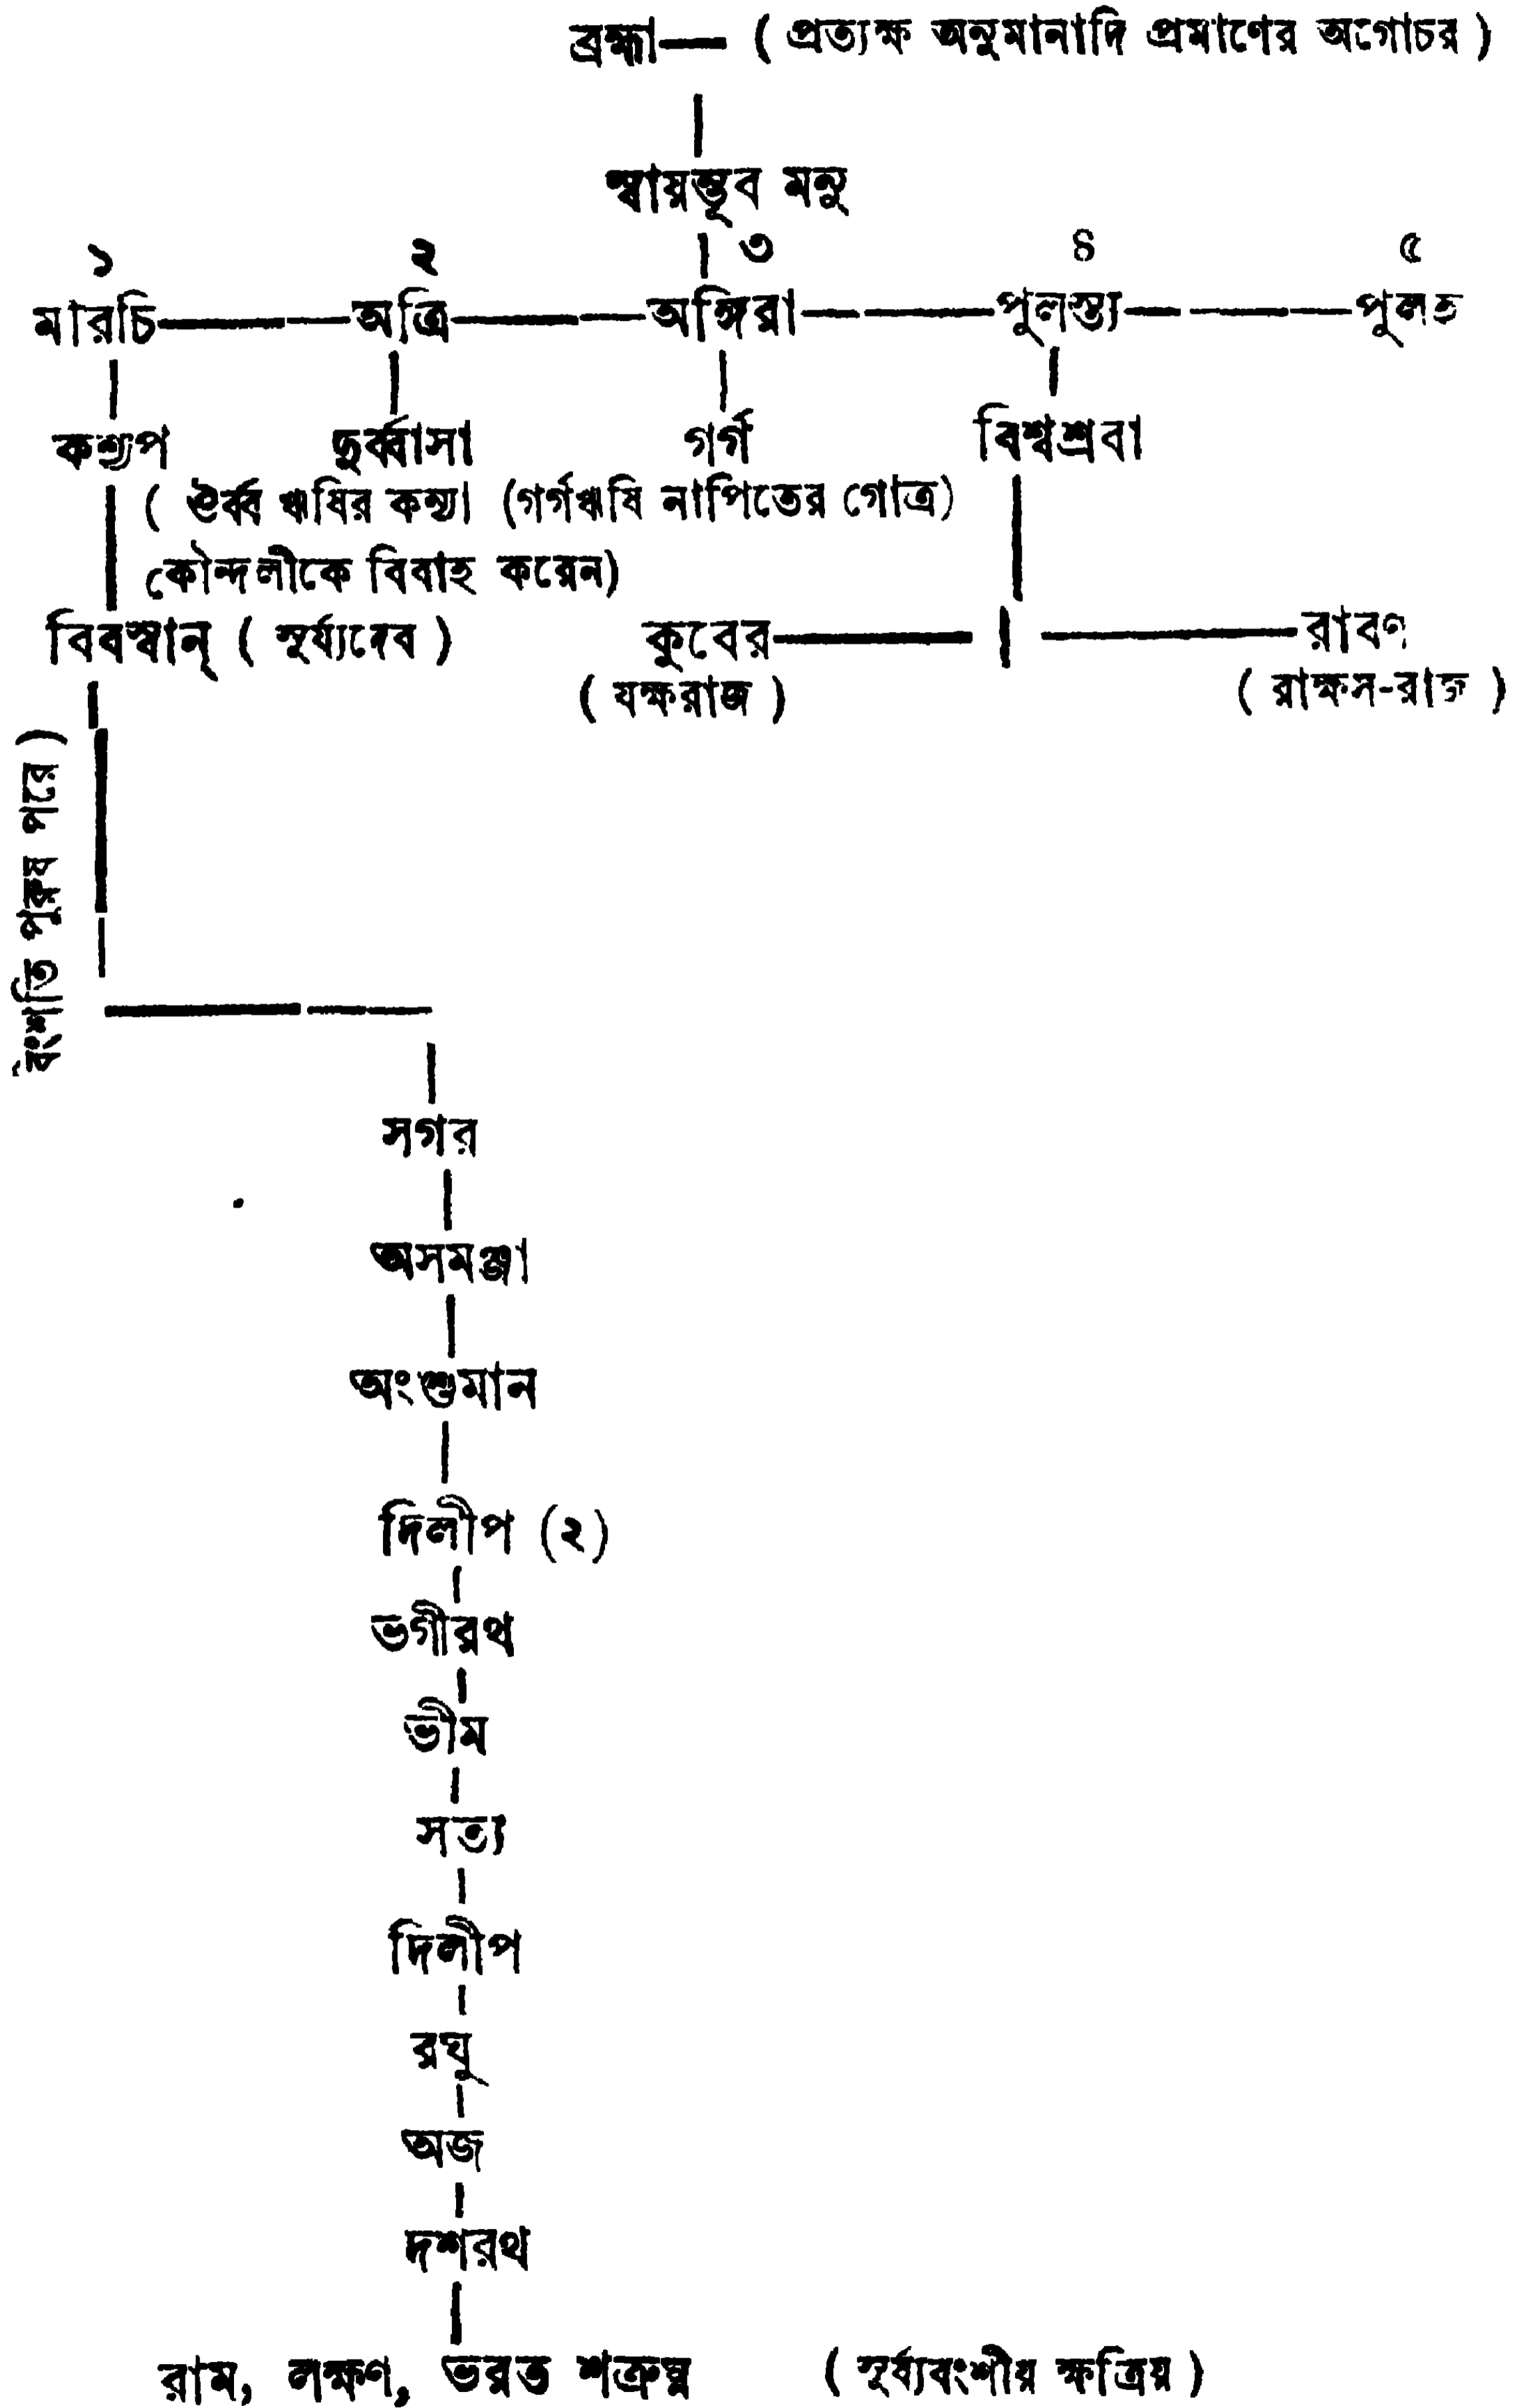 ব্রহ্মা— ( প্রত্যক্ষ অনুমানাদি প্রমাণের অগোচর )
স্বায়ম্ভূব মনু
১ ২ ৩ ৪ ৫
মারচি — অত্রি — অঙ্গিরা — পুলস্ত্য — পুলহ
কশ্যপ দুর্ব্বাসা গর্গ বিশ্বশ্রবা
( ঔর্ব্ব ঋষির কন্যা (গর্গঋষি নাপিতের গোত্র)
কৌন্দলীকে বিবাহ করেন)
বিবস্বান্ ( সূর্য্যদেব ) কুবের — রাবণ
( যক্ষরাজ ) ( রাক্ষস-রাজ )
বিংশতি পুরুষ পরে )
সগর
অসমঞ্জা
অংশুমান
দিলীপ (২)
ভগীরথ
ভীম
সত্য
দিলীপ
রঘু
অজ
দশরথ
রাম, লক্ষণ, ভরত শত্রুঘ্ন ( সূর্য্যবংশীয় ক্ষত্রিয় )